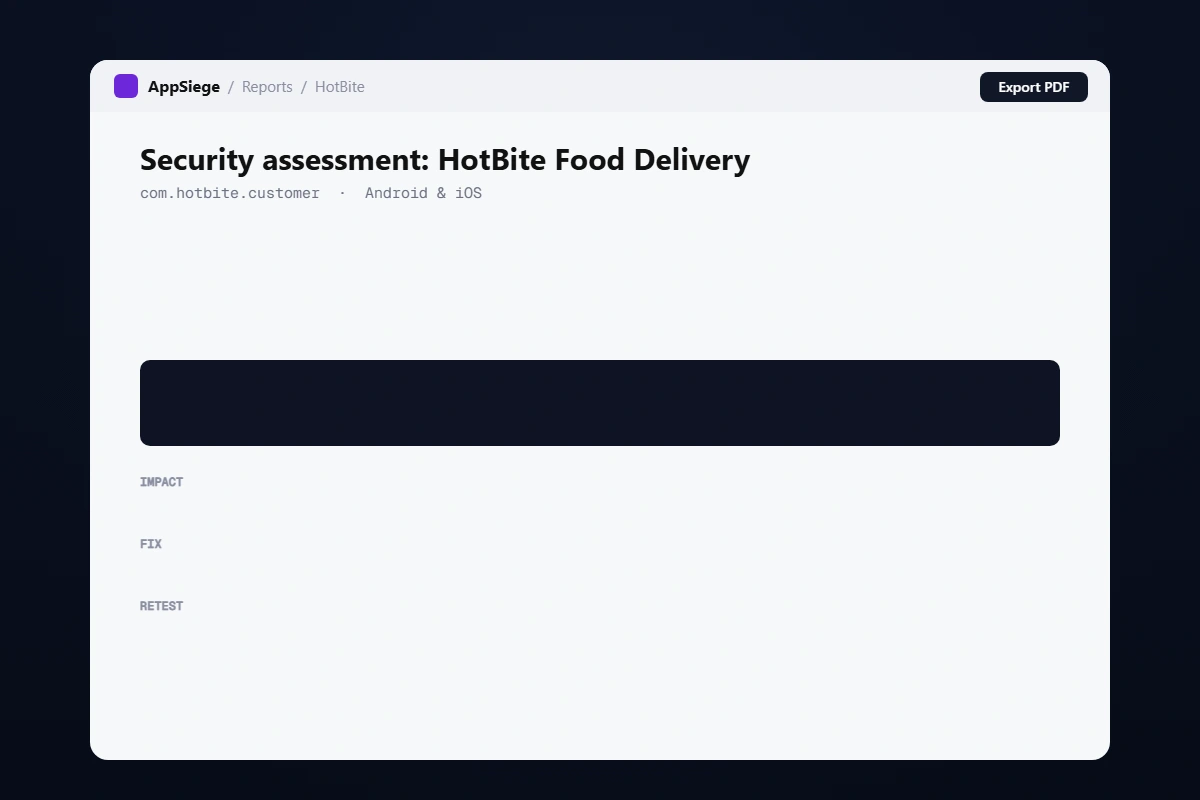 AppSiege / Reports / HotBite
Export PDF
Security assessment: HotBite Food Delivery
com.hotbite.customer · Android & iOS
IMPACT
FIX
RETEST